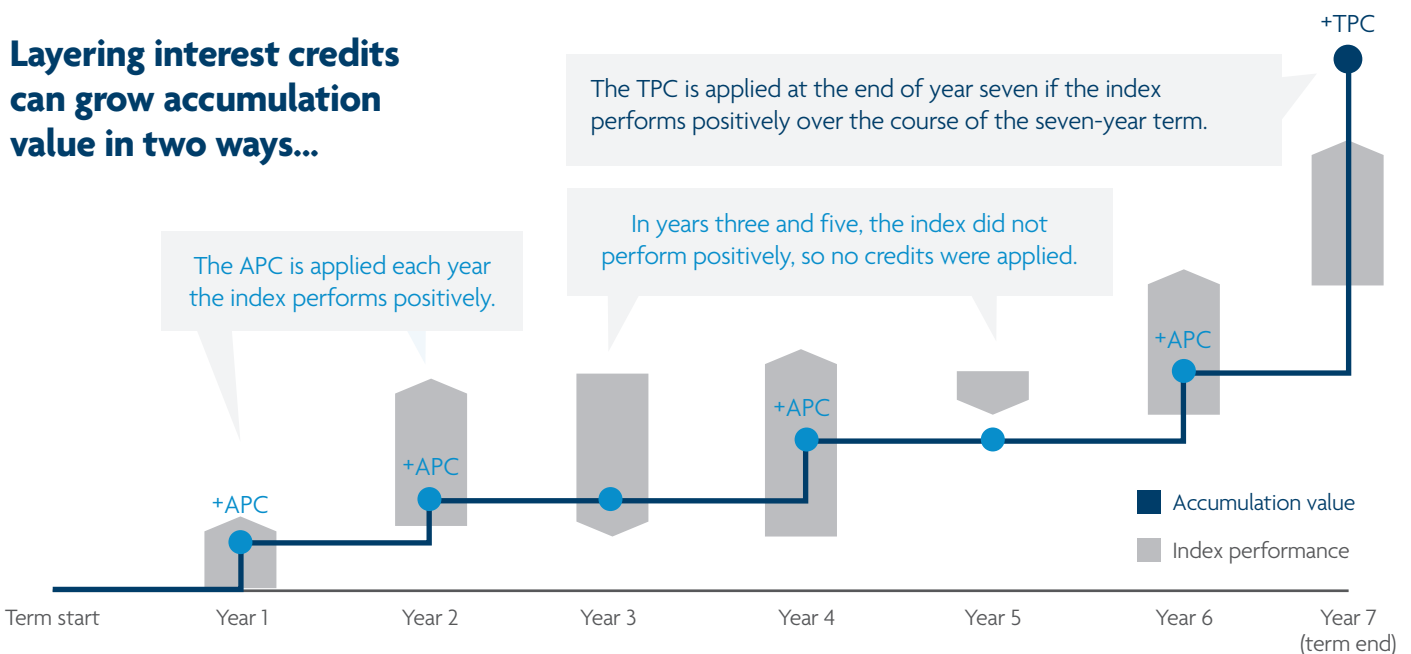 Layering interest credits
can grow accumulation
value in two ways...
+TPC
The TPC is applied at the end of year seven if the index
performs positively over the course of the seven-year term.
In years three and five, the index did not
perform positively, so no credits were applied.
The APC is applied each year
the index performs positively.
+APC
+APC
+APC
+APC
Accumulation value
Index performance
Term start
Year 1
Year 2
Year 3
Year 4
Year 5
Year 6
Year 7
(term end)